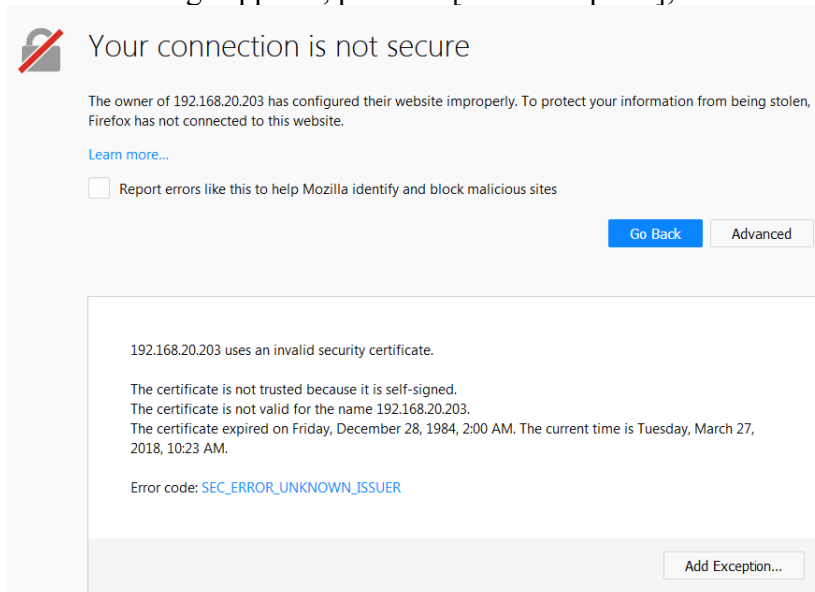 Your connection is not secure
The owner of 192.168.20.203 has configured their website improperly. To protect your information from being stolen,
Firefox has not connected to this website.
Learn more...
Report errors like this to help Mozilla identify and block malicious sites
Go Back Advanced
192.168.20.203 uses an invalid security certificate.
The certificate is not trusted because it is self-signed.
The certificate is not valid for the name 192.168.20.203.
The certificate expired on Friday, December 28, 1984, 2:00 AM. The current time is Tuesday, March 27,
2018, 10:23 AM.
Error code: SEC_ERROR_UNKNOWN_ISSUER
Add Exception...